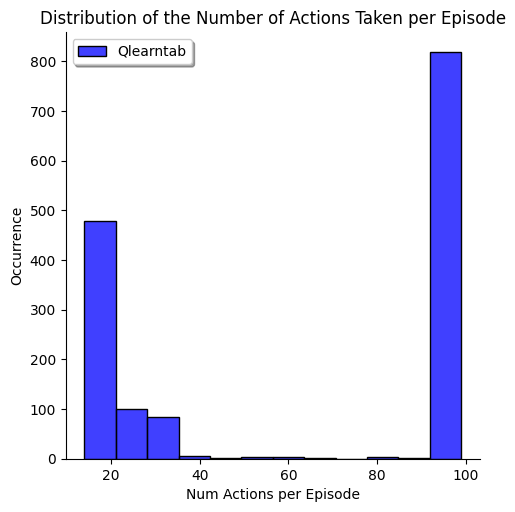 Distribution of the Number of Actions Taken per Episode
Qlearntab
Occurrence
800
700
600
500
400
300
200
100
0
20 40 60 80 100
Num Actions per Episode